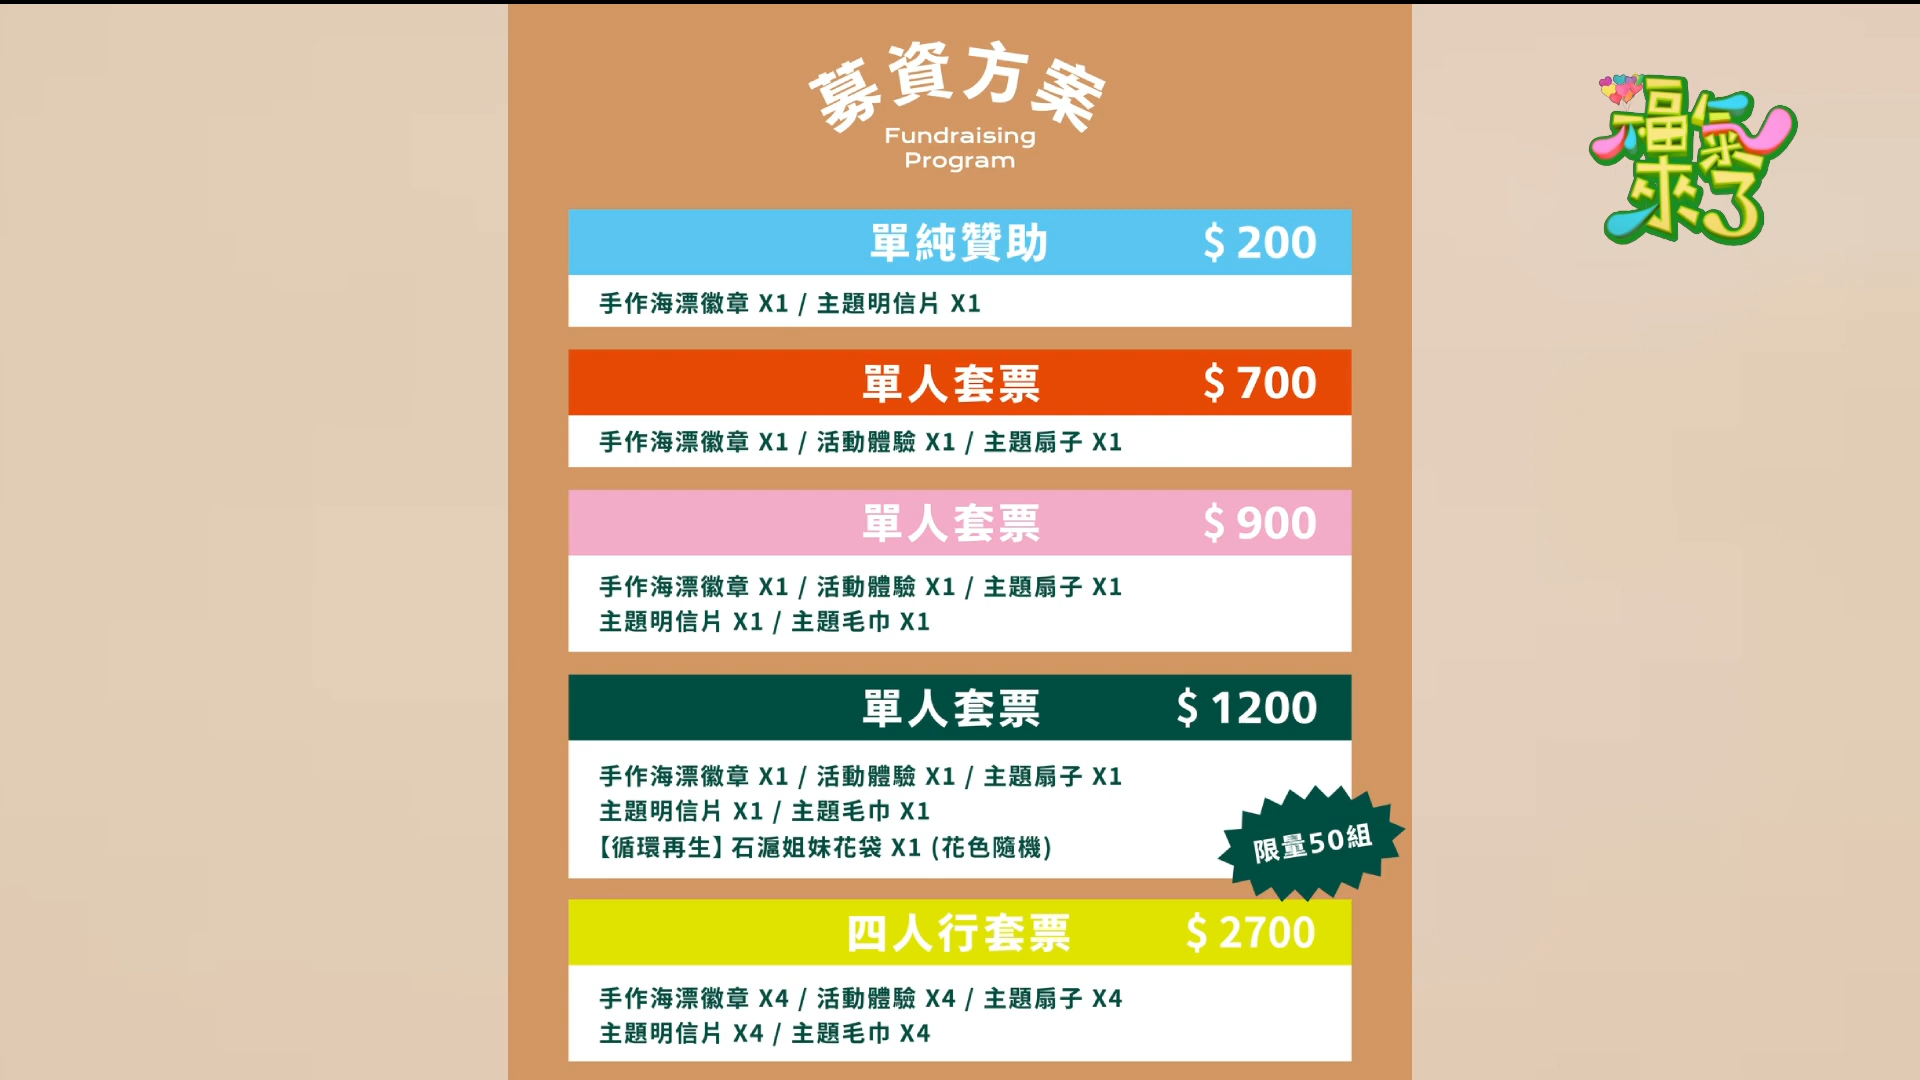 募資方案
Fundraising
Program
福氣來了
單純贊助 $ 200
手作海漂徽章 X1 / 主題明信片 X1
單人套票 $ 700
手作海漂徽章 X1 / 活動體驗 X1 / 主題扇子 X1
單人套票 $ 900
手作海漂徽章 X1 / 活動體驗 X1 / 主題扇子 X1
主題明信片 X1 / 主題毛巾 X1
單人套票 $ 1200
手作海漂徽章 X1 / 活動體驗 X1 / 主題扇子 X1
主題明信片 X1 / 主題毛巾 X1
【循環再生】石滬姐妹花袋 X1 (花色隨機)
限量50組
四人行套票 $ 2700
手作海漂徽章 X4 / 活動體驗 X4 / 主題扇子 X4
主題明信片 X4 / 主題毛巾 X4